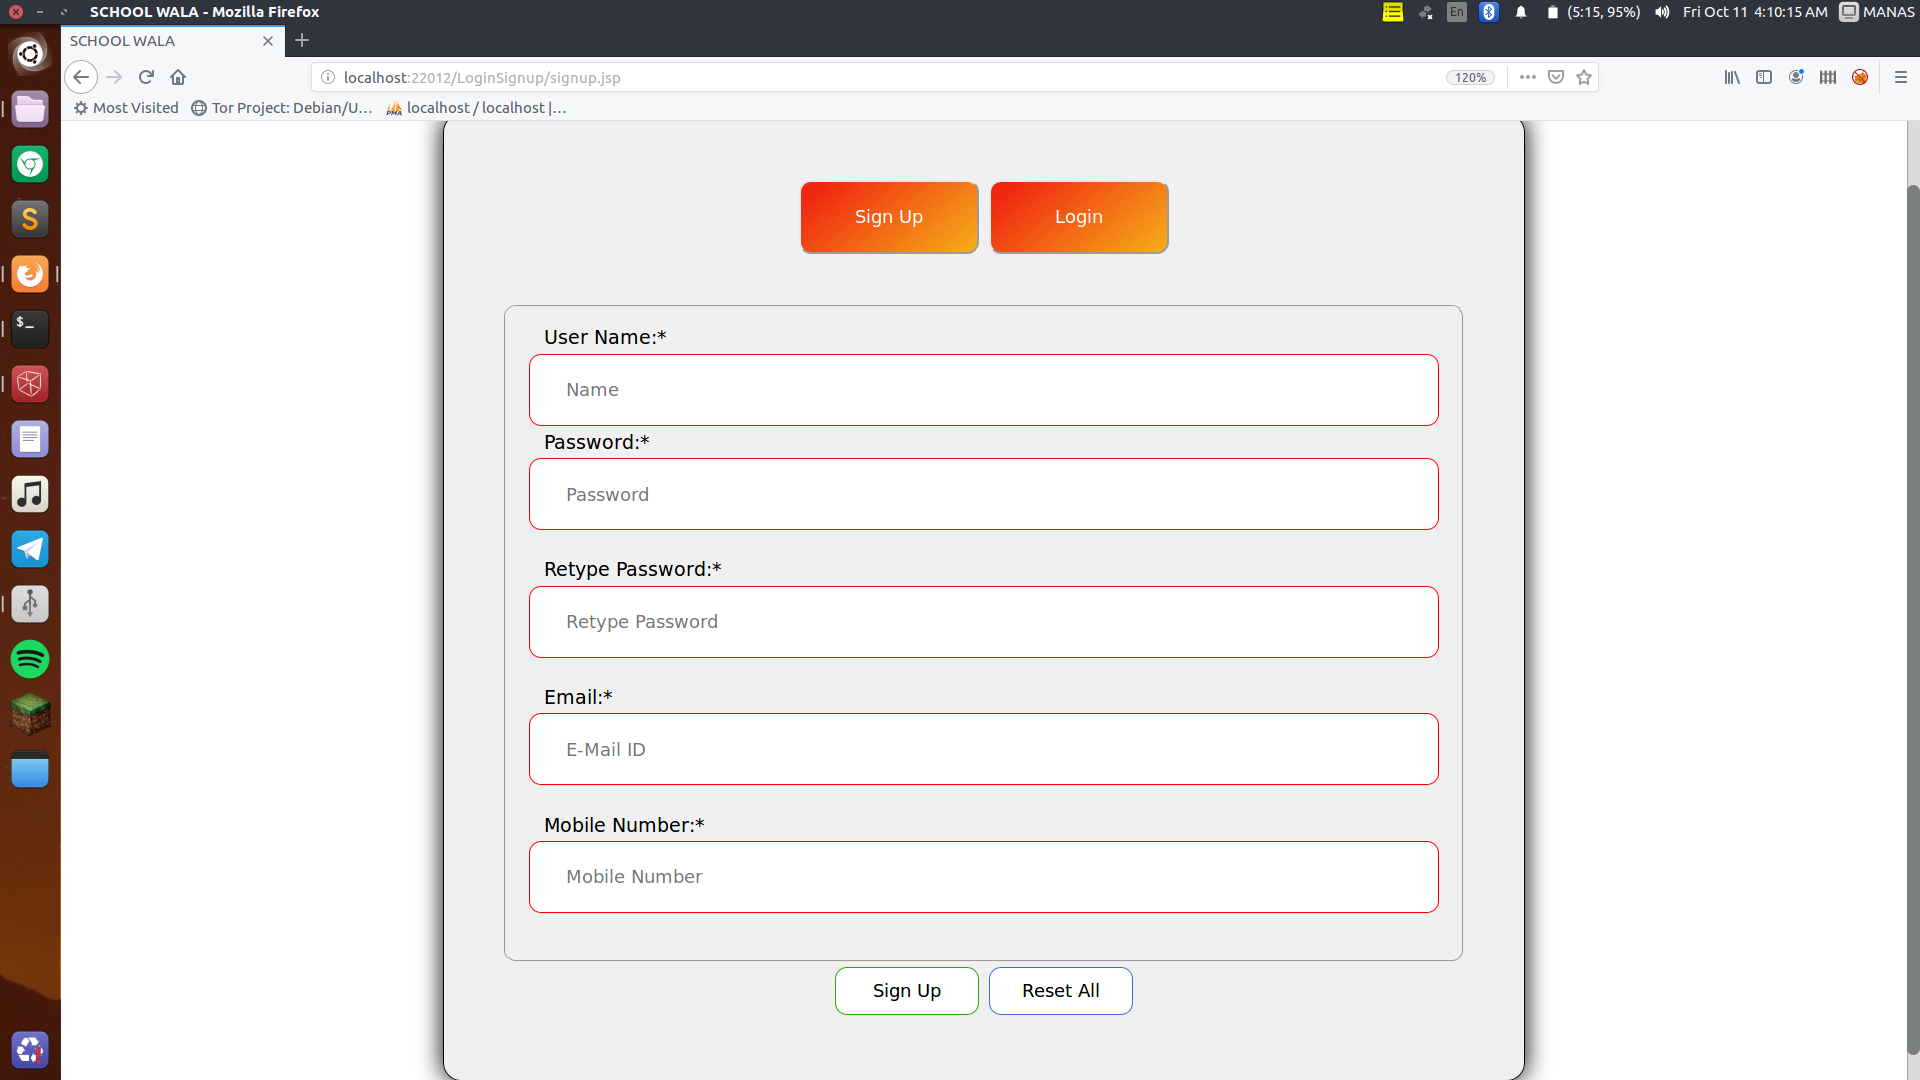 SCHOOL WALA - Mozilla Firefox
En
(5:15, 95%)
Fri Oct 11 4:10:15 AM
MANAS
SCHOOL WALA
localhost:22012/LoginSignup/signup.jsp
120%
Most Visited
Tor Project: Debian/U...
PMA
localhost / localhost |...
Sign Up
Login
User Name:*
Name
Password:*
Password
Retype Password:*
Retype Password
Email:*
E-Mail ID
Mobile Number:*
Mobile Number
Sign Up
Reset All